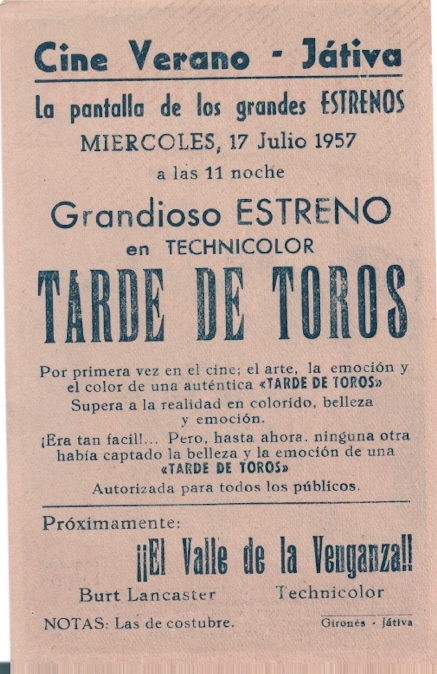 Cine Verano - Játiva
La pantalla de los grandes ESTRENOS
MIERCOLES, 17 Julio 1957
a las 11 noche
Grandioso ESTRENO
en TECHNICOLOR
TARDE DE TOROS
Por primera vez en el cine; el arte, la emoción y
el color de una auténtica «TARDE DE TOROS»
Supera a la realidad en colorido, belleza
y emoción.
¡Era tan facil!... Pero, hasta ahora. ninguna otra
había captado la belleza y la emoción de una
«TARDE DE TOROS»
Autorizada para todos los públicos.
Próximamente:
¡¡El Valle de la Venganza!!
Burt Lancaster Technicolor
NOTAS: Las de costubre. Gironés - Játiva